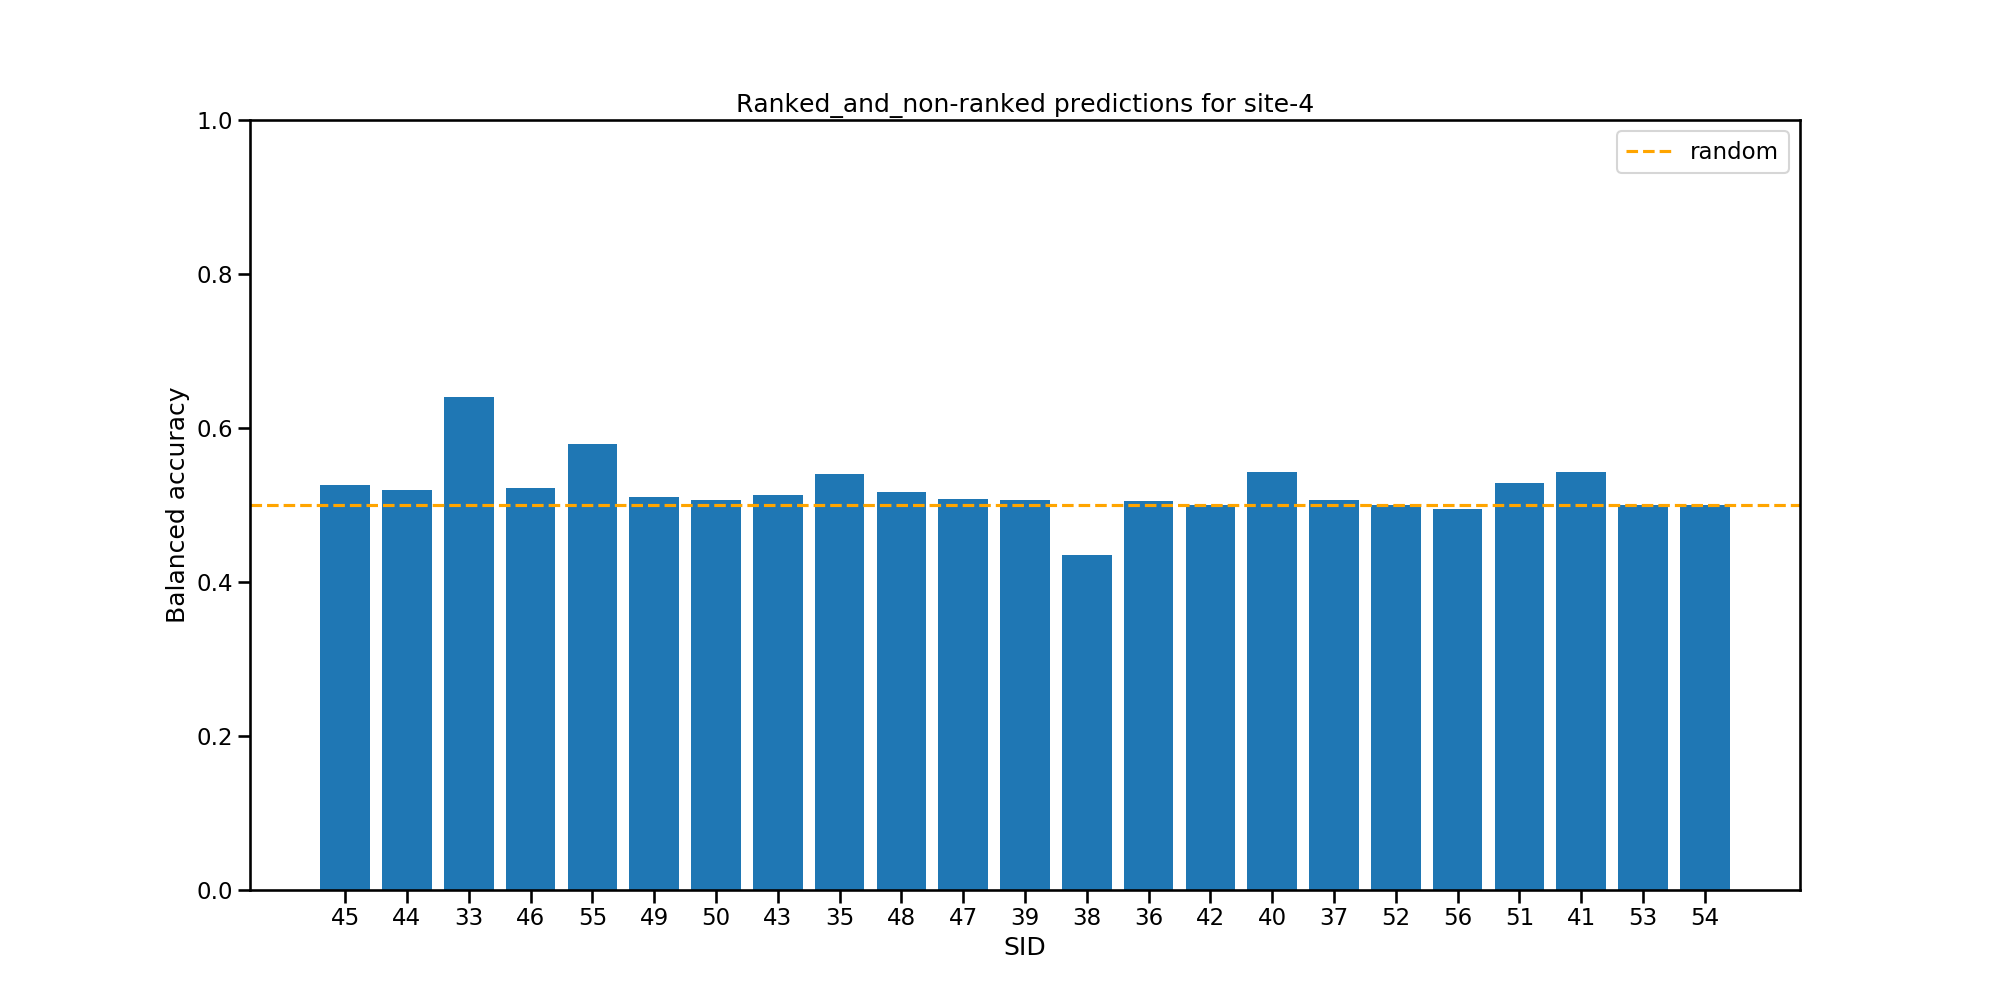 Ranked_and_non-ranked predictions for site-4
random
Balanced accuracy
1.0
0.8
0.6
0.4
0.2
0.0
45 44 33 46 55 49 50 43 35 48 47 39 38 36 42 40 37 52 56 51 41 53 54
SID